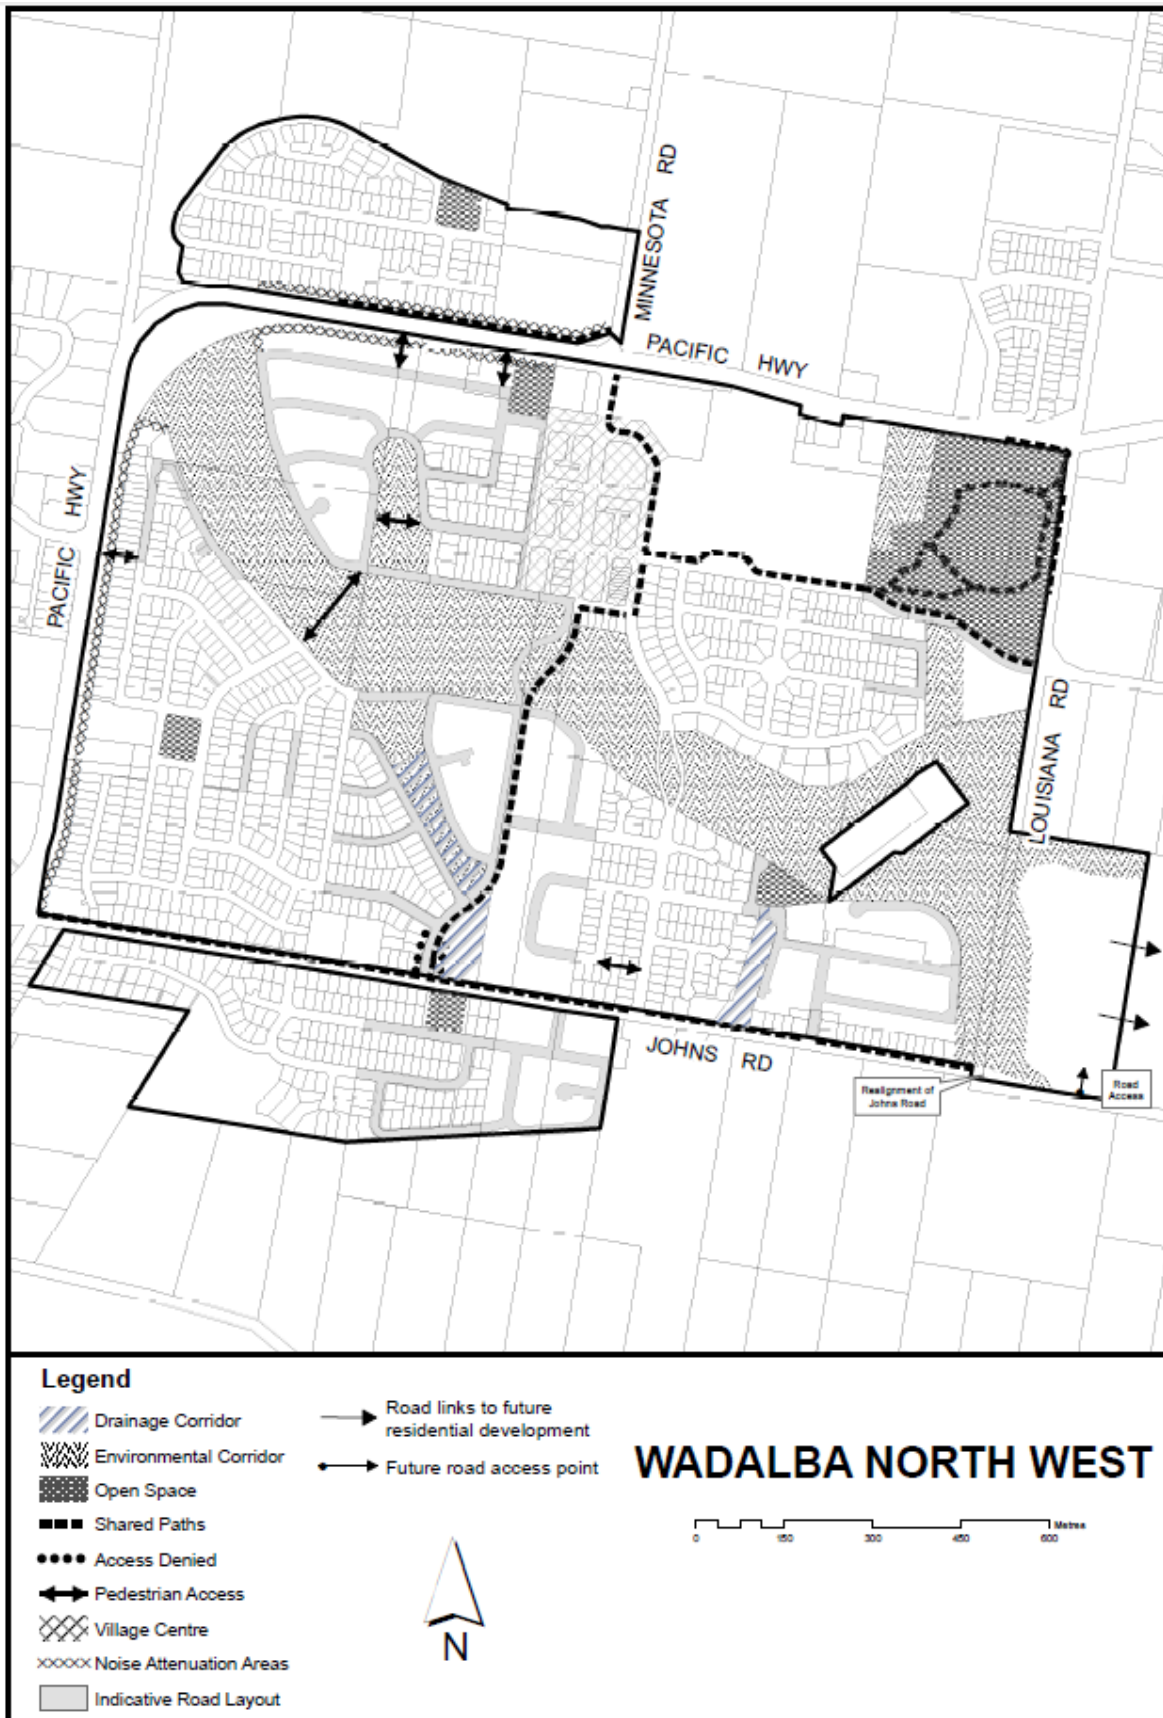 MINNESOTA RD
PACIFIC HWY
PACIFIC HWY
LOUISIANA RD
JOHNS RD
Realignment of
Johns Road
Road
Access
Legend
Drainage Corridor
Environmental Corridor
Open Space
Shared Paths
Access Denied
Pedestrian Access
Village Centre
Noise Attenuation Areas
Indicative Road Layout
Road links to future
residential development
Future road access point
N
WADALBA NORTH WEST
0 150 300 450 600 Metres